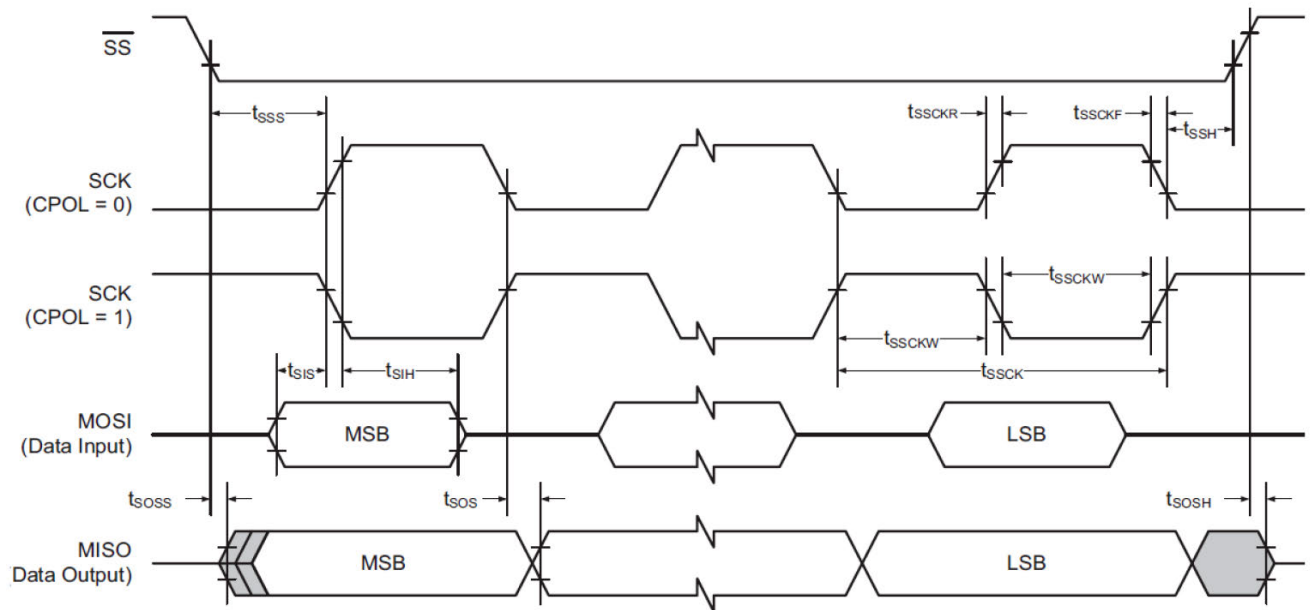 SS
tSSS
tSSCKR
tSSCKF
tSSH
SCK
(CPOL = 0)
SCK
(CPOL = 1)
tSSCKW
tSSCKW
tSIS
tSIH
tSSCK
MOSI
(Data Input)
MSB
LSB
tSOSS
tSOS
tSOSH
MISO
(Data Output)
MSB
LSB